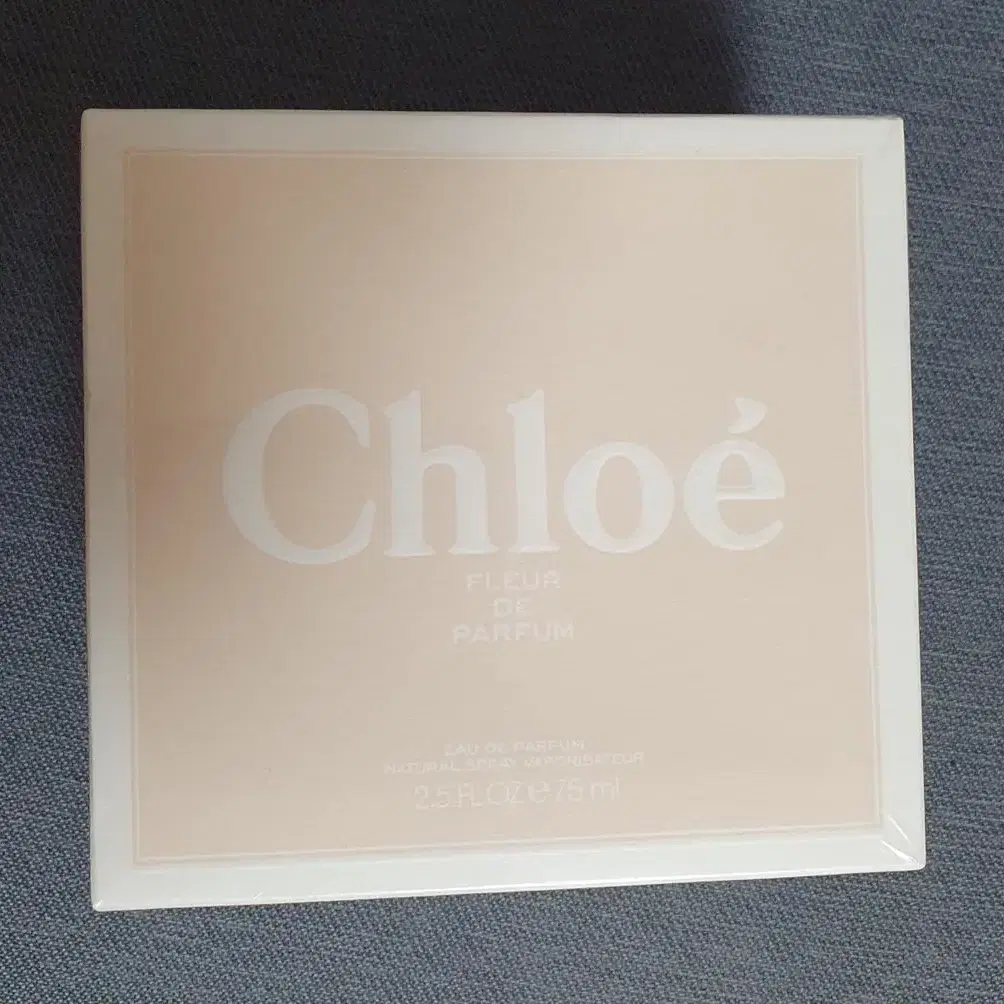 Chloé
FLEUR
DE
PARFUM
EAU DE PARFUM
NATURAL SPRAY VAPORISATEUR
2.5 FL.OZ e 75 ml